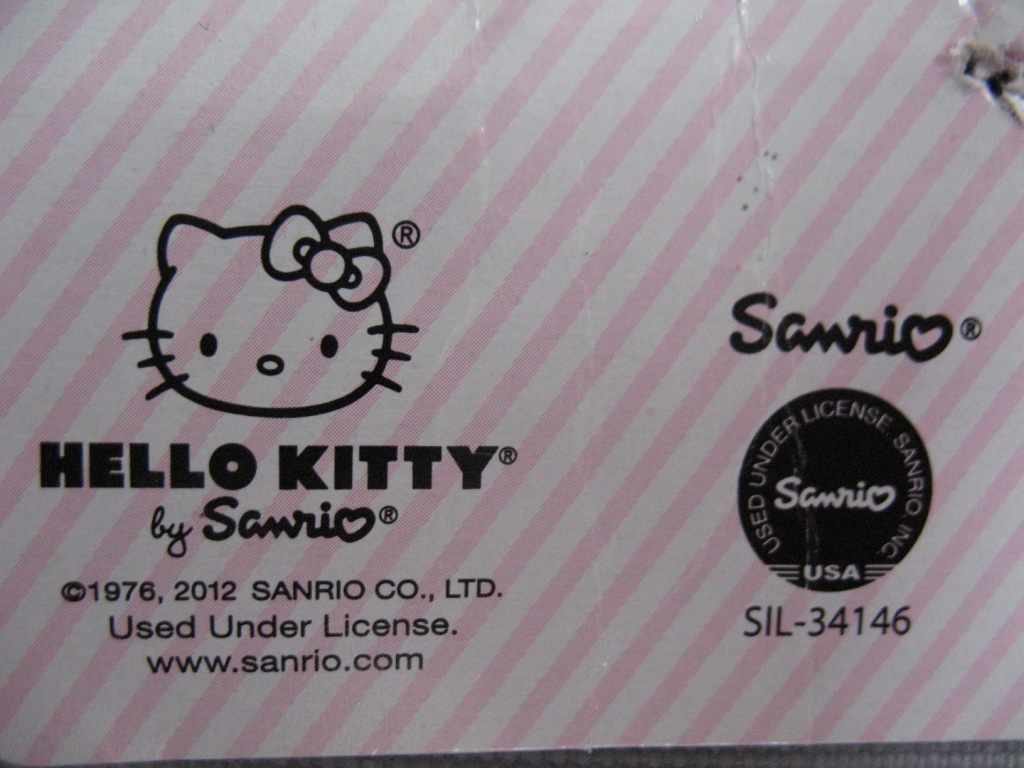 ®
HELLO KITTY®
by Sanrio®
©1976, 2012 SANRIO CO., LTD.
Used Under License.
www.sanrio.com
Sanrio®
USED UNDER LICENSE SANRIO, INC.
Sanrio
USA
SIL-34146